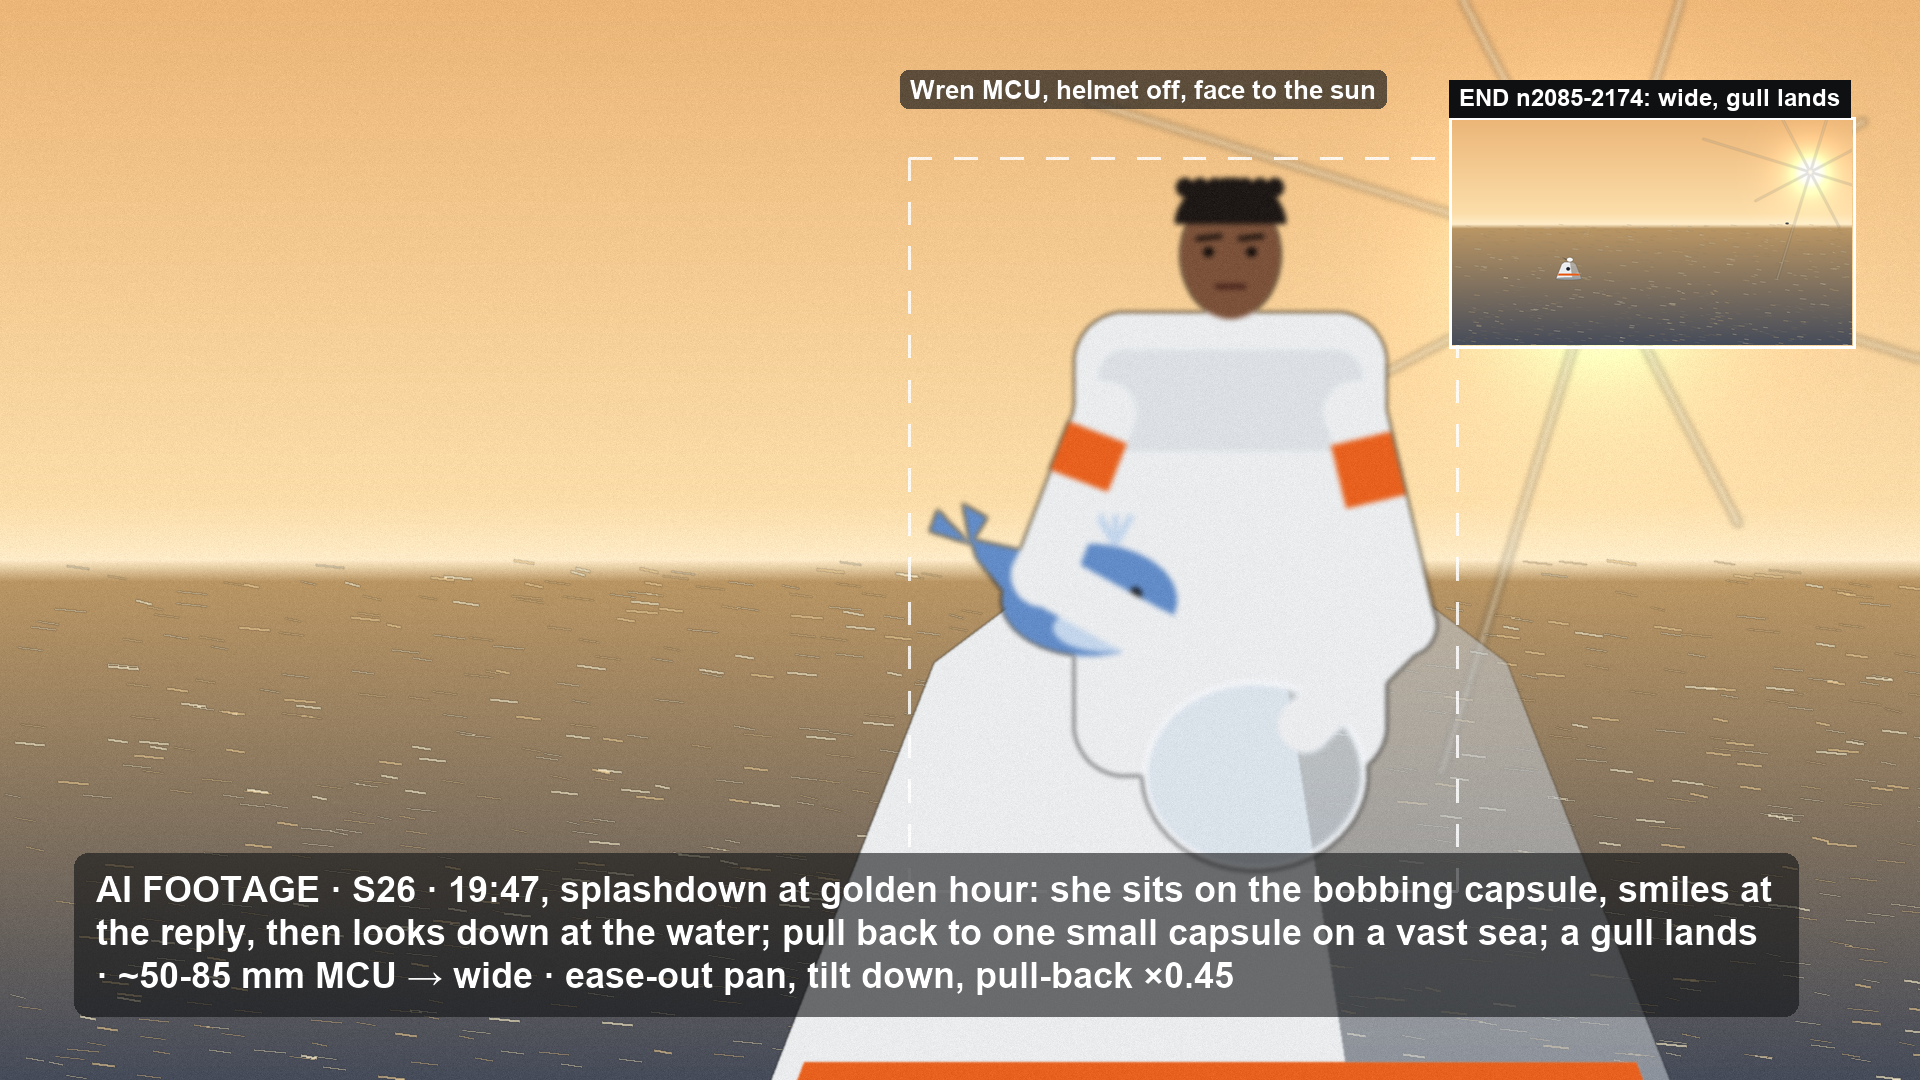 Wren MCU, helmet off, face to the sun
END n2085-2174: wide, gull lands
AI FOOTAGE · S26 · 19:47, splashdown at golden hour: she sits on the bobbing capsule, smiles at
the reply, then looks down at the water; pull back to one small capsule on a vast sea; a gull lands
· ~50-85 mm MCU → wide · ease-out pan, tilt down, pull-back ×0.45